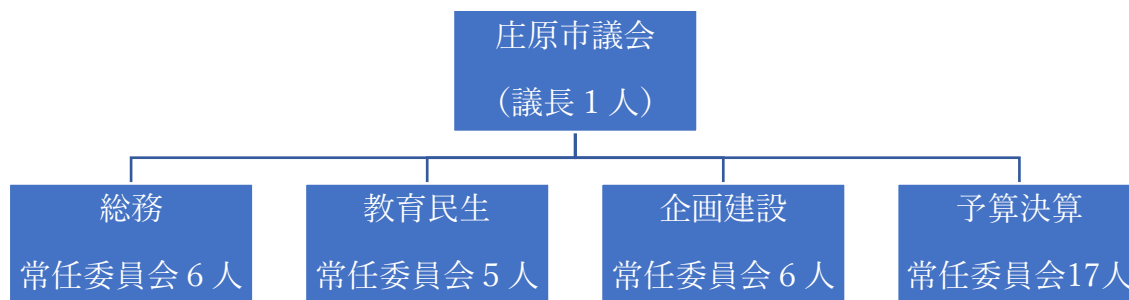 庄原市議会
（議長１人）
総務
常任委員会６人
教育民生
常任委員会５人
企画建設
常任委員会６人
予算決算
常任委員会17人